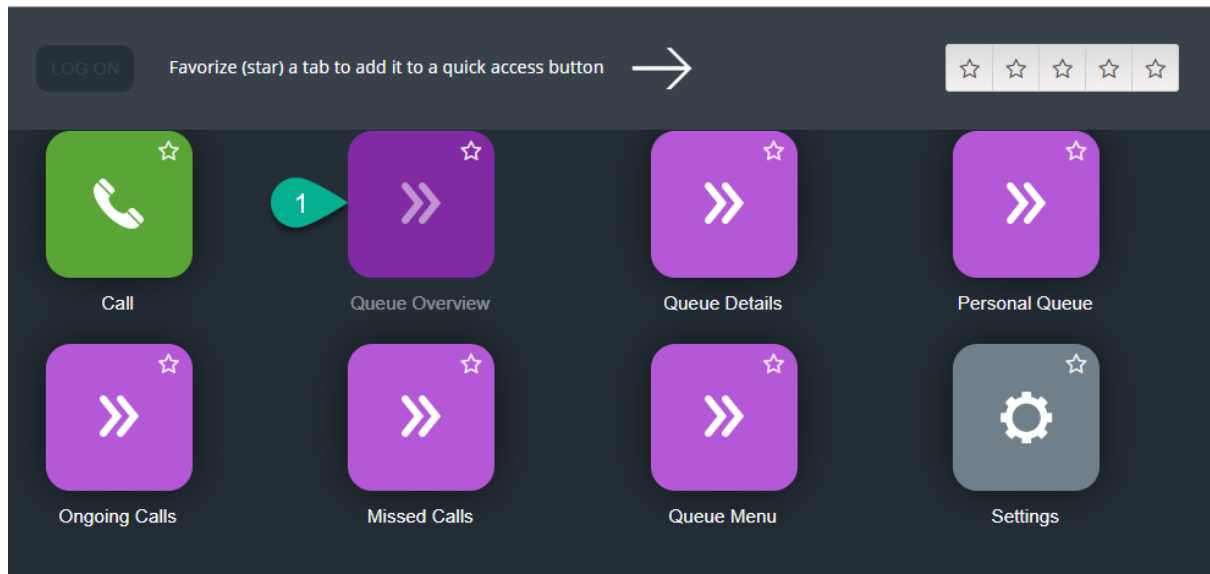 LOG ON
Favorize (star) a tab to add it to a quick access button
1
Call
Queue Overview
Queue Details
Personal Queue
Ongoing Calls
Missed Calls
Queue Menu
Settings